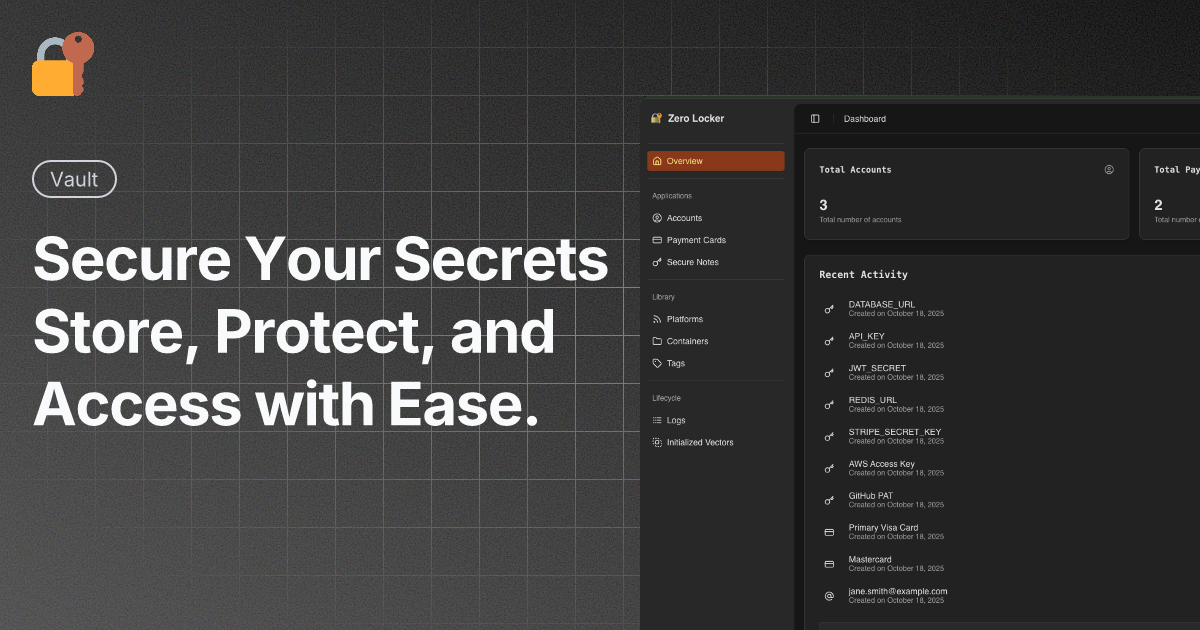 Vault
Secure Your Secrets
Store, Protect, and
Access with Ease.
Zero Locker
Overview
Applications
Accounts
Payment Cards
Secure Notes
Library
Platforms
Containers
Tags
Lifecycle
Logs
Initialized Vectors
Dashboard
Total Accounts
3
Total number of accounts
Total Pay
2
Total number
Recent Activity
DATABASE_URL
Created on October 18, 2025
API_KEY
Created on October 18, 2025
JWT_SECRET
Created on October 18, 2025
REDIS_URL
Created on October 18, 2025
STRIPE_SECRET_KEY
Created on October 18, 2025
AWS Access Key
Created on October 18, 2025
GitHub PAT
Created on October 18, 2025
Primary Visa Card
Created on October 18, 2025
Mastercard
Created on October 18, 2025
jane.smith@example.com
Created on October 18, 2025